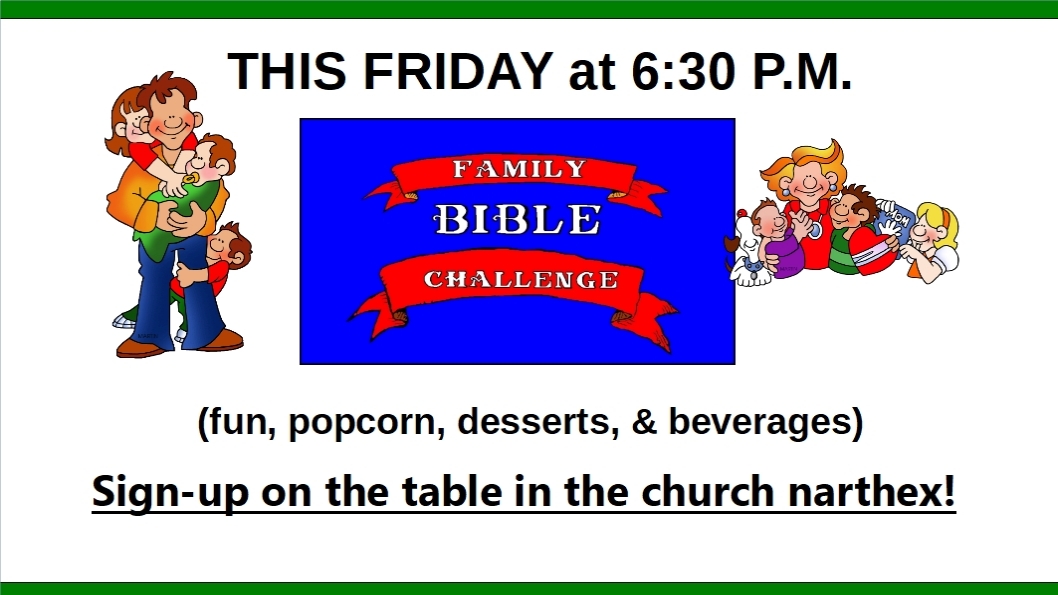 THIS FRIDAY at 6:30 P.M.
FAMILY
BIBLE
CHALLENGE
MOM
(fun, popcorn, desserts, & beverages)
Sign-up on the table in the church narthex!